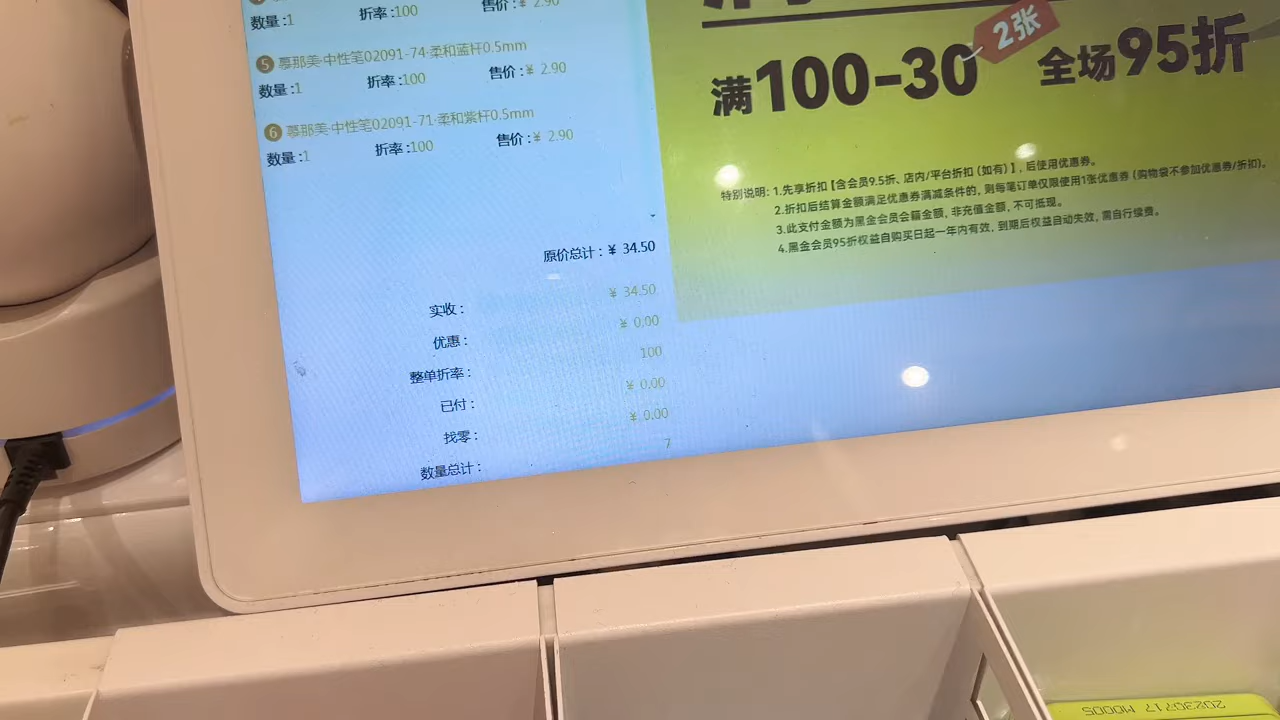 数量:1 折率:100 售价:¥ 2.90
5 慕那美·中性笔02091-74·柔和蓝杆0.5mm
数量:1 折率:100 售价:¥ 2.90
6 慕那美·中性笔02091-71·柔和紫杆0.5mm
数量:1 折率:100 售价:¥ 2.90
原价总计:¥ 34.50
实收: ¥ 34.50
优惠: ¥ 0.00
整单折率: 100
已付: ¥ 0.00
找零: ¥ 0.00
数量总计: 7
2张
满100-30 全场95折
特别说明: 1.先享折扣【含会员9.5折、店内/平台折扣（如有）】, 后使用优惠券。
2.折扣后结算金额满足优惠券满减条件的, 则每笔订单仅限使用1张优惠券 (购物袋不参加优惠券/折扣)。
3.此支付金额为黑金会员会籍金额, 非充值金额, 不可抵现。
4.黑金会员95折权益自购买日起一年内有效, 到期后权益自动失效, 需自行续费。
20230717 M0005